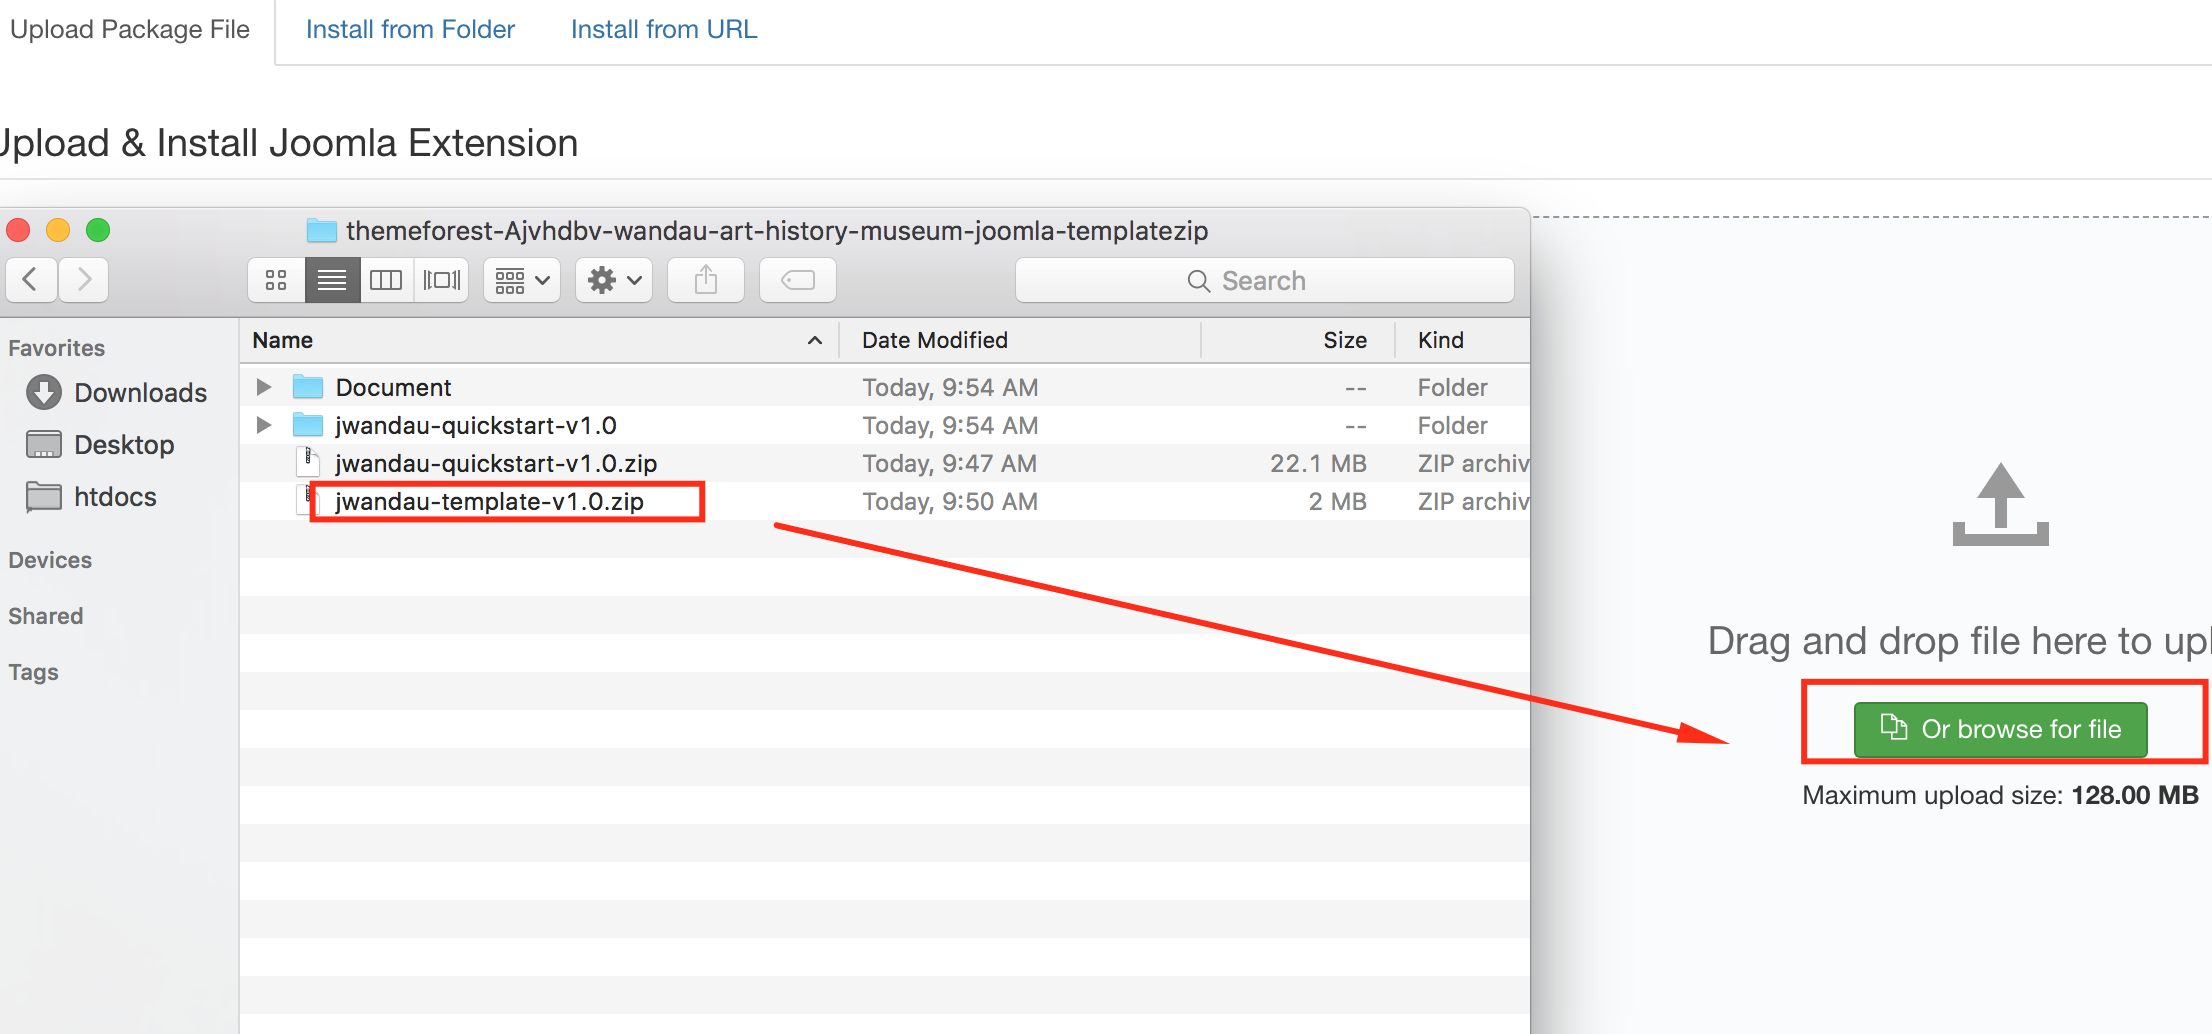 Upload Package File Install from Folder Install from URL
Upload & Install Joomla Extension
themeforest-Ajvhdbv-wandau-art-history-museum-joomla-templatezip
Search
Favorites
Downloads
Desktop
htdocs
Devices
Shared
Tags
Name Date Modified Size Kind
Document Today, 9:54 AM -- Folder
jwandau-quickstart-v1.0 Today, 9:54 AM -- Folder
jwandau-quickstart-v1.0.zip Today, 9:47 AM 22.1 MB ZIP archiv
jwandau-template-v1.0.zip Today, 9:50 AM 2 MB ZIP archiv
Drag and drop file here to upl
Or browse for file
Maximum upload size: 128.00 MB